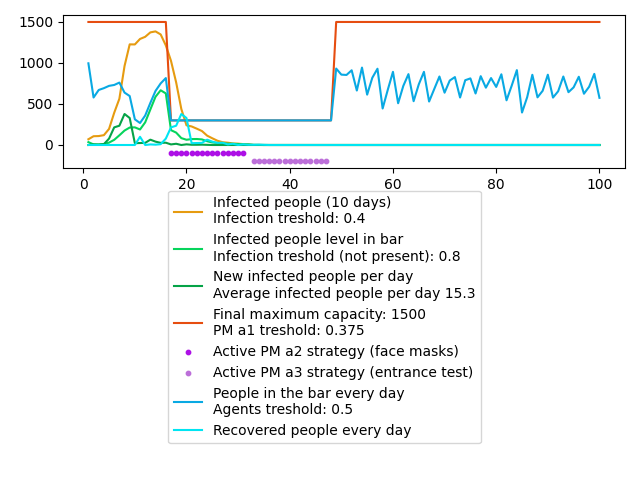 1500
1000
500
0
0 20 40 60 80 100
Infected people (10 days)
Infection treshold: 0.4
Infected people level in bar
Infection treshold (not present): 0.8
New infected people per day
Average infected people per day 15.3
Final maximum capacity: 1500
PM a1 treshold: 0.375
Active PM a2 strategy (face masks)
Active PM a3 strategy (entrance test)
People in the bar every day
Agents treshold: 0.5
Recovered people every day